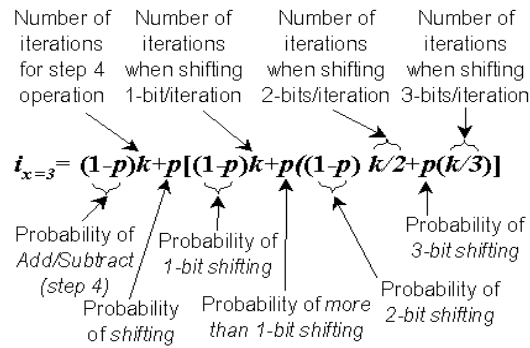 Number of iterations for step 4 operation
Number of iterations when shifting 1-bit/iteration
Number of iterations when shifting 2-bits/iteration
Number of iterations when shifting 3-bits/iteration
i_{x=3}= (1-p)k+p[(1-p)k+p((1-p) k/2+p(k/3)]
Probability of Add/Subtract (step 4)
Probability of shifting
Probability of 1-bit shifting
Probability of more than 1-bit shifting
Probability of 2-bit shifting
Probability of 3-bit shifting